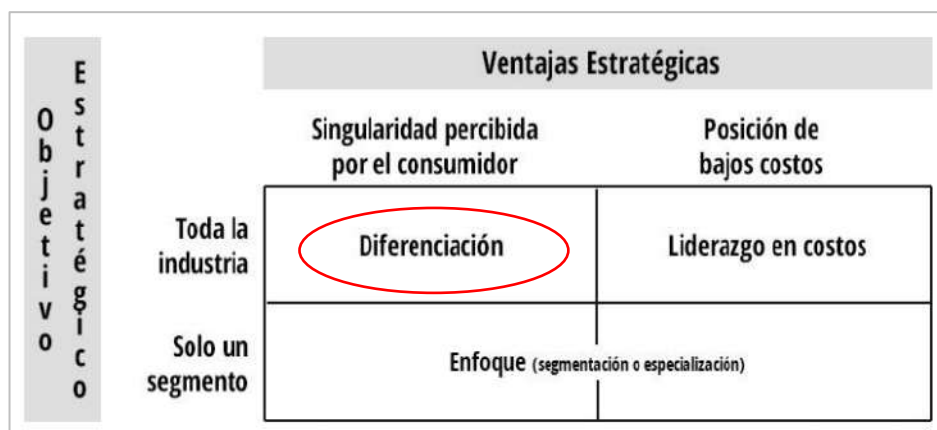 Objetivo
Estratégico
Ventajas Estratégicas
Singularidad percibida
por el consumidor
Posición de
bajos costos
Toda la
industria
Diferenciación
Liderazgo en costos
Solo un
segmento
Enfoque (segmentación o especialización)